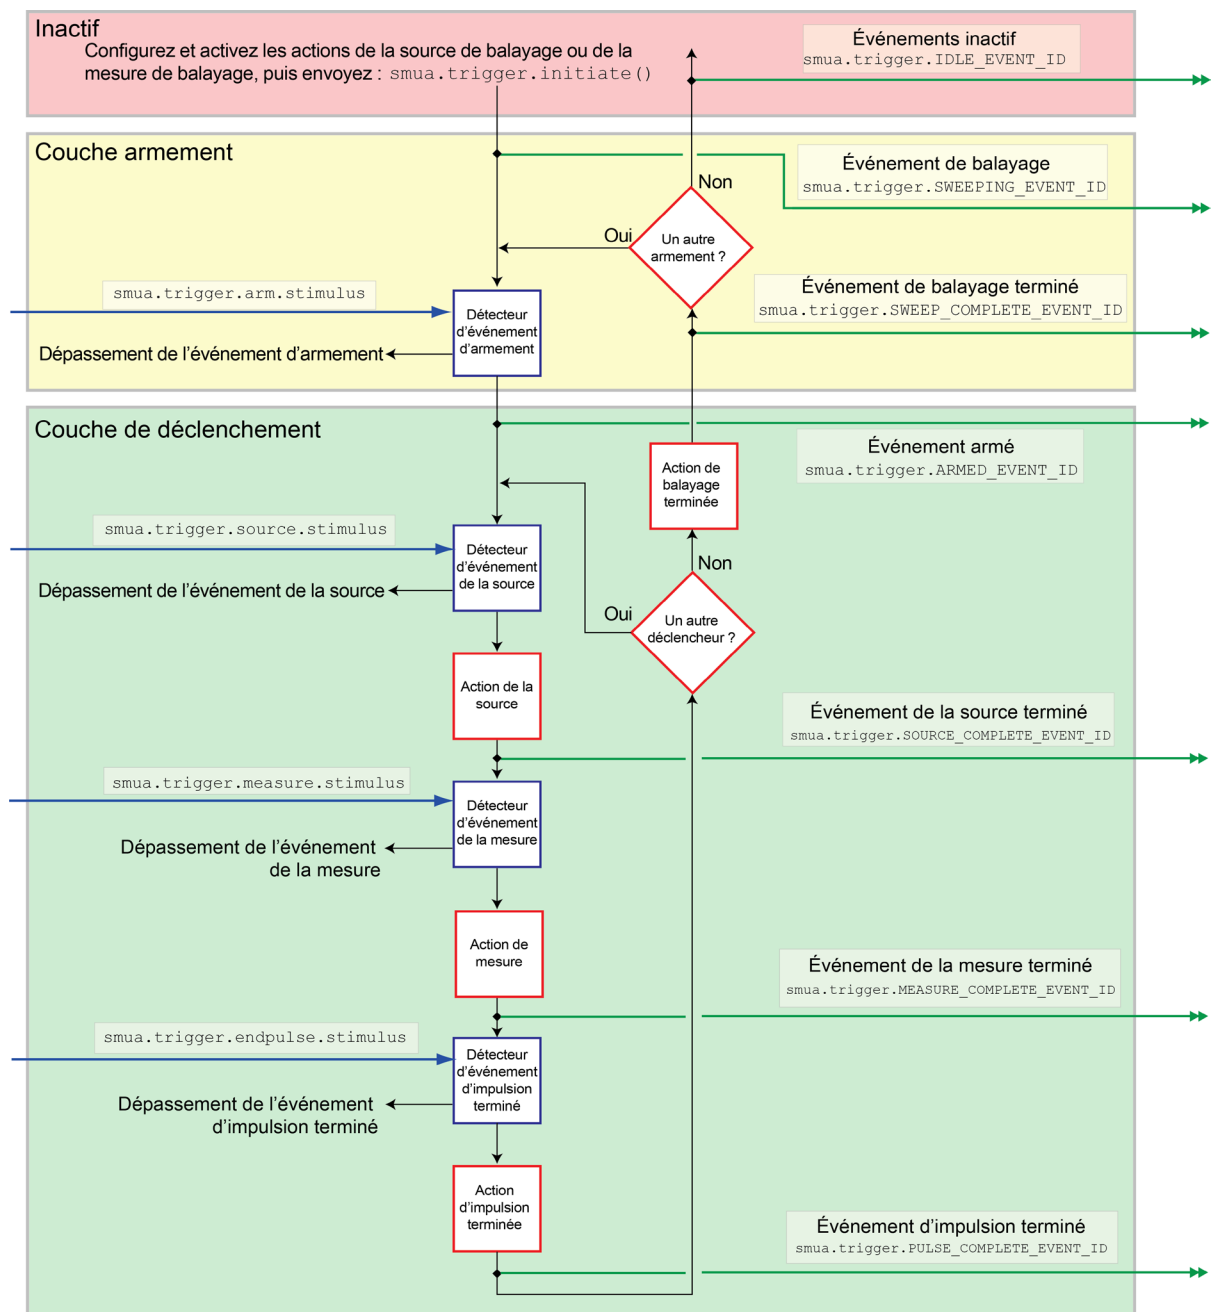 Inactif
Configurez et activez les actions de la source de balayage ou de la
mesure de balayage, puis envoyez : smua.trigger.initiate()
Événements inactif
smua.trigger.IDLE_EVENT_ID
Couche armement
Événement de balayage
smua.trigger.SWEEPING_EVENT_ID
Non
Oui
Un autre
armement ?
smua.trigger.arm.stimulus
Détecteur
d’événement
d’armement
Dépassement de l’événement d’armement
Événement de balayage terminé
smua.trigger.SWEEP_COMPLETE_EVENT_ID
Couche de déclenchement
Événement armé
smua.trigger.ARMED_EVENT_ID
Action de
balayage
terminée
smua.trigger.source.stimulus
Détecteur
d’événement
de la source
Dépassement de l’événement de la source
Non
Oui
Un autre
déclencheur ?
Action de la
source
Événement de la source terminé
smua.trigger.SOURCE_COMPLETE_EVENT_ID
smua.trigger.measure.stimulus
Détecteur
d’événement
de la mesure
Dépassement de l’événement
de la mesure
Action de
mesure
Événement de la mesure terminé
smua.trigger.MEASURE_COMPLETE_EVENT_ID
smua.trigger.endpulse.stimulus
Détecteur
d’événement
d’impulsion
terminé
Dépassement de l’événement
d’impulsion terminé
Action
d’impulsion
terminée
Événement d’impulsion terminé
smua.trigger.PULSE_COMPLETE_EVENT_ID